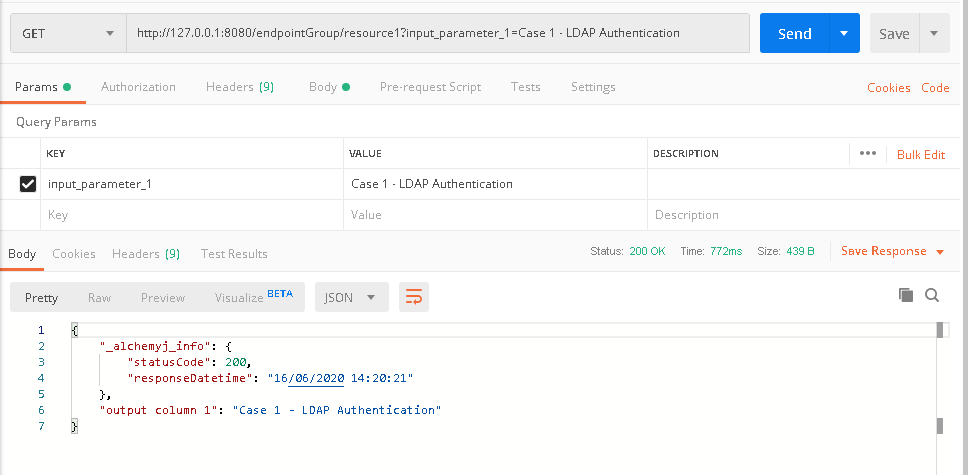 GET http://127.0.0.1:8080/endpointGroup/resource1?input_parameter_1=Case 1 - LDAP Authentication Send Save
Params Authorization Headers (9) Body Pre-request Script Tests Settings Cookies Code
Query Params
KEY VALUE DESCRIPTION ••• Bulk Edit
input_parameter_1 Case 1 - LDAP Authentication
Key Value Description
Body Cookies Headers (9) Test Results Status: 200 OK Time: 772ms Size: 439 B Save Response
Pretty Raw Preview Visualize BETA JSON
1 {
2 "_alchemyj_info": {
3 "statusCode": 200,
4 "responseDatetime": "16/06/2020 14:20:21"
5 },
6 "output column 1": "Case 1 - LDAP Authentication"
7 }